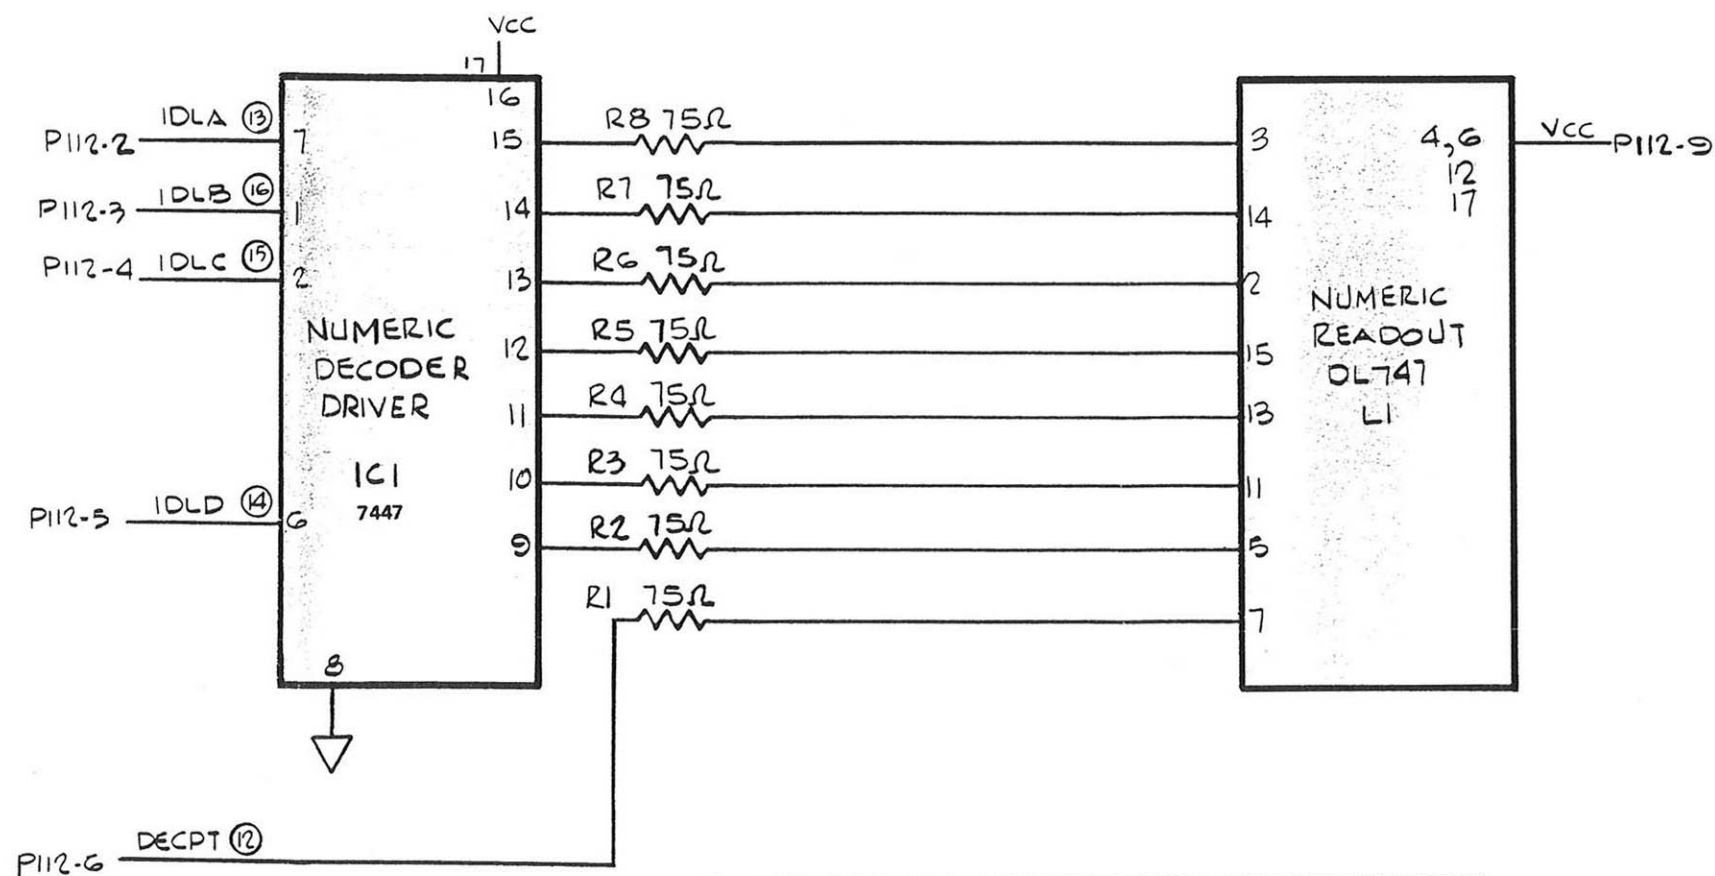 VCC
17
16
IDLA 13
P112-2
7
15
R8 75Ω
3
4,6
12
17
VCC
P112-9
IDLB 16
P112-3
1
14
R7 75Ω
14
IDLC 15
P112-4
2
13
R6 75Ω
2
NUMERIC
DECODER
DRIVER
IC1
7447
12
R5 75Ω
15
NUMERIC
READOUT
DL747
L1
11
R4 75Ω
13
10
R3 75Ω
11
IDLD 14
P112-5
6
9
R2 75Ω
5
R1 75Ω
7
8
DECPT 12
P112-6